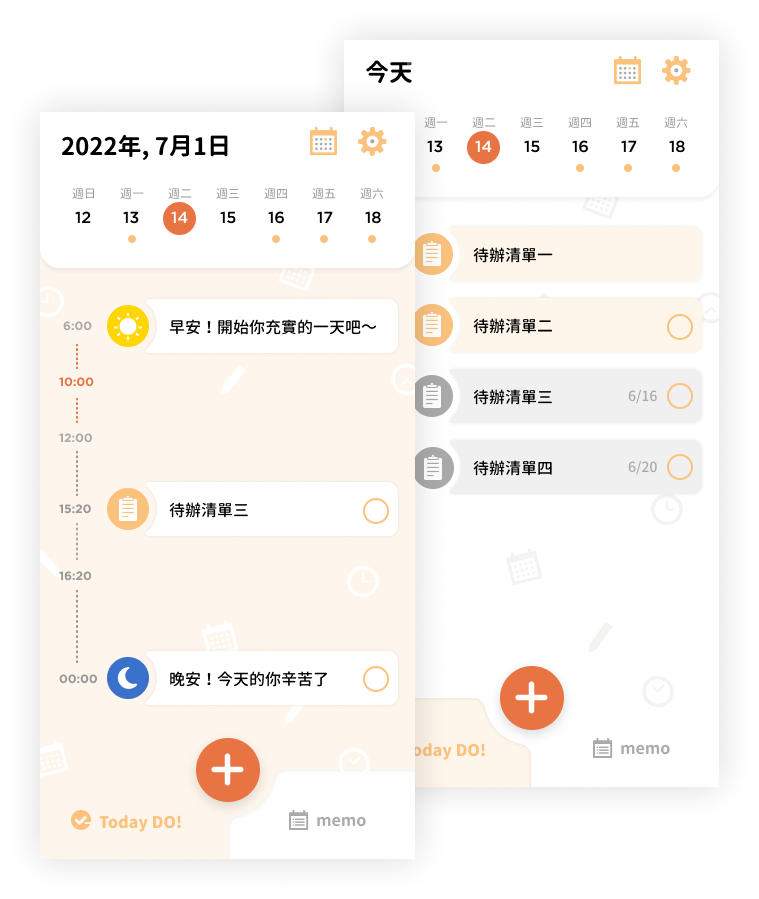 今天
週一 週二 週三 週四 週五 週六
13 14 15 16 17 18
待辦清單一
待辦清單二
待辦清單三 6/16
待辦清單四 6/20
oday DO! memo
2022年, 7月1日
週日 週一 週二 週三 週四 週五 週六
12 13 14 15 16 17 18
6:00 早安！開始你充實的一天吧～
10:00
12:00
15:20 待辦清單三
16:20
00:00 晚安！今天的你辛苦了
Today DO! memo